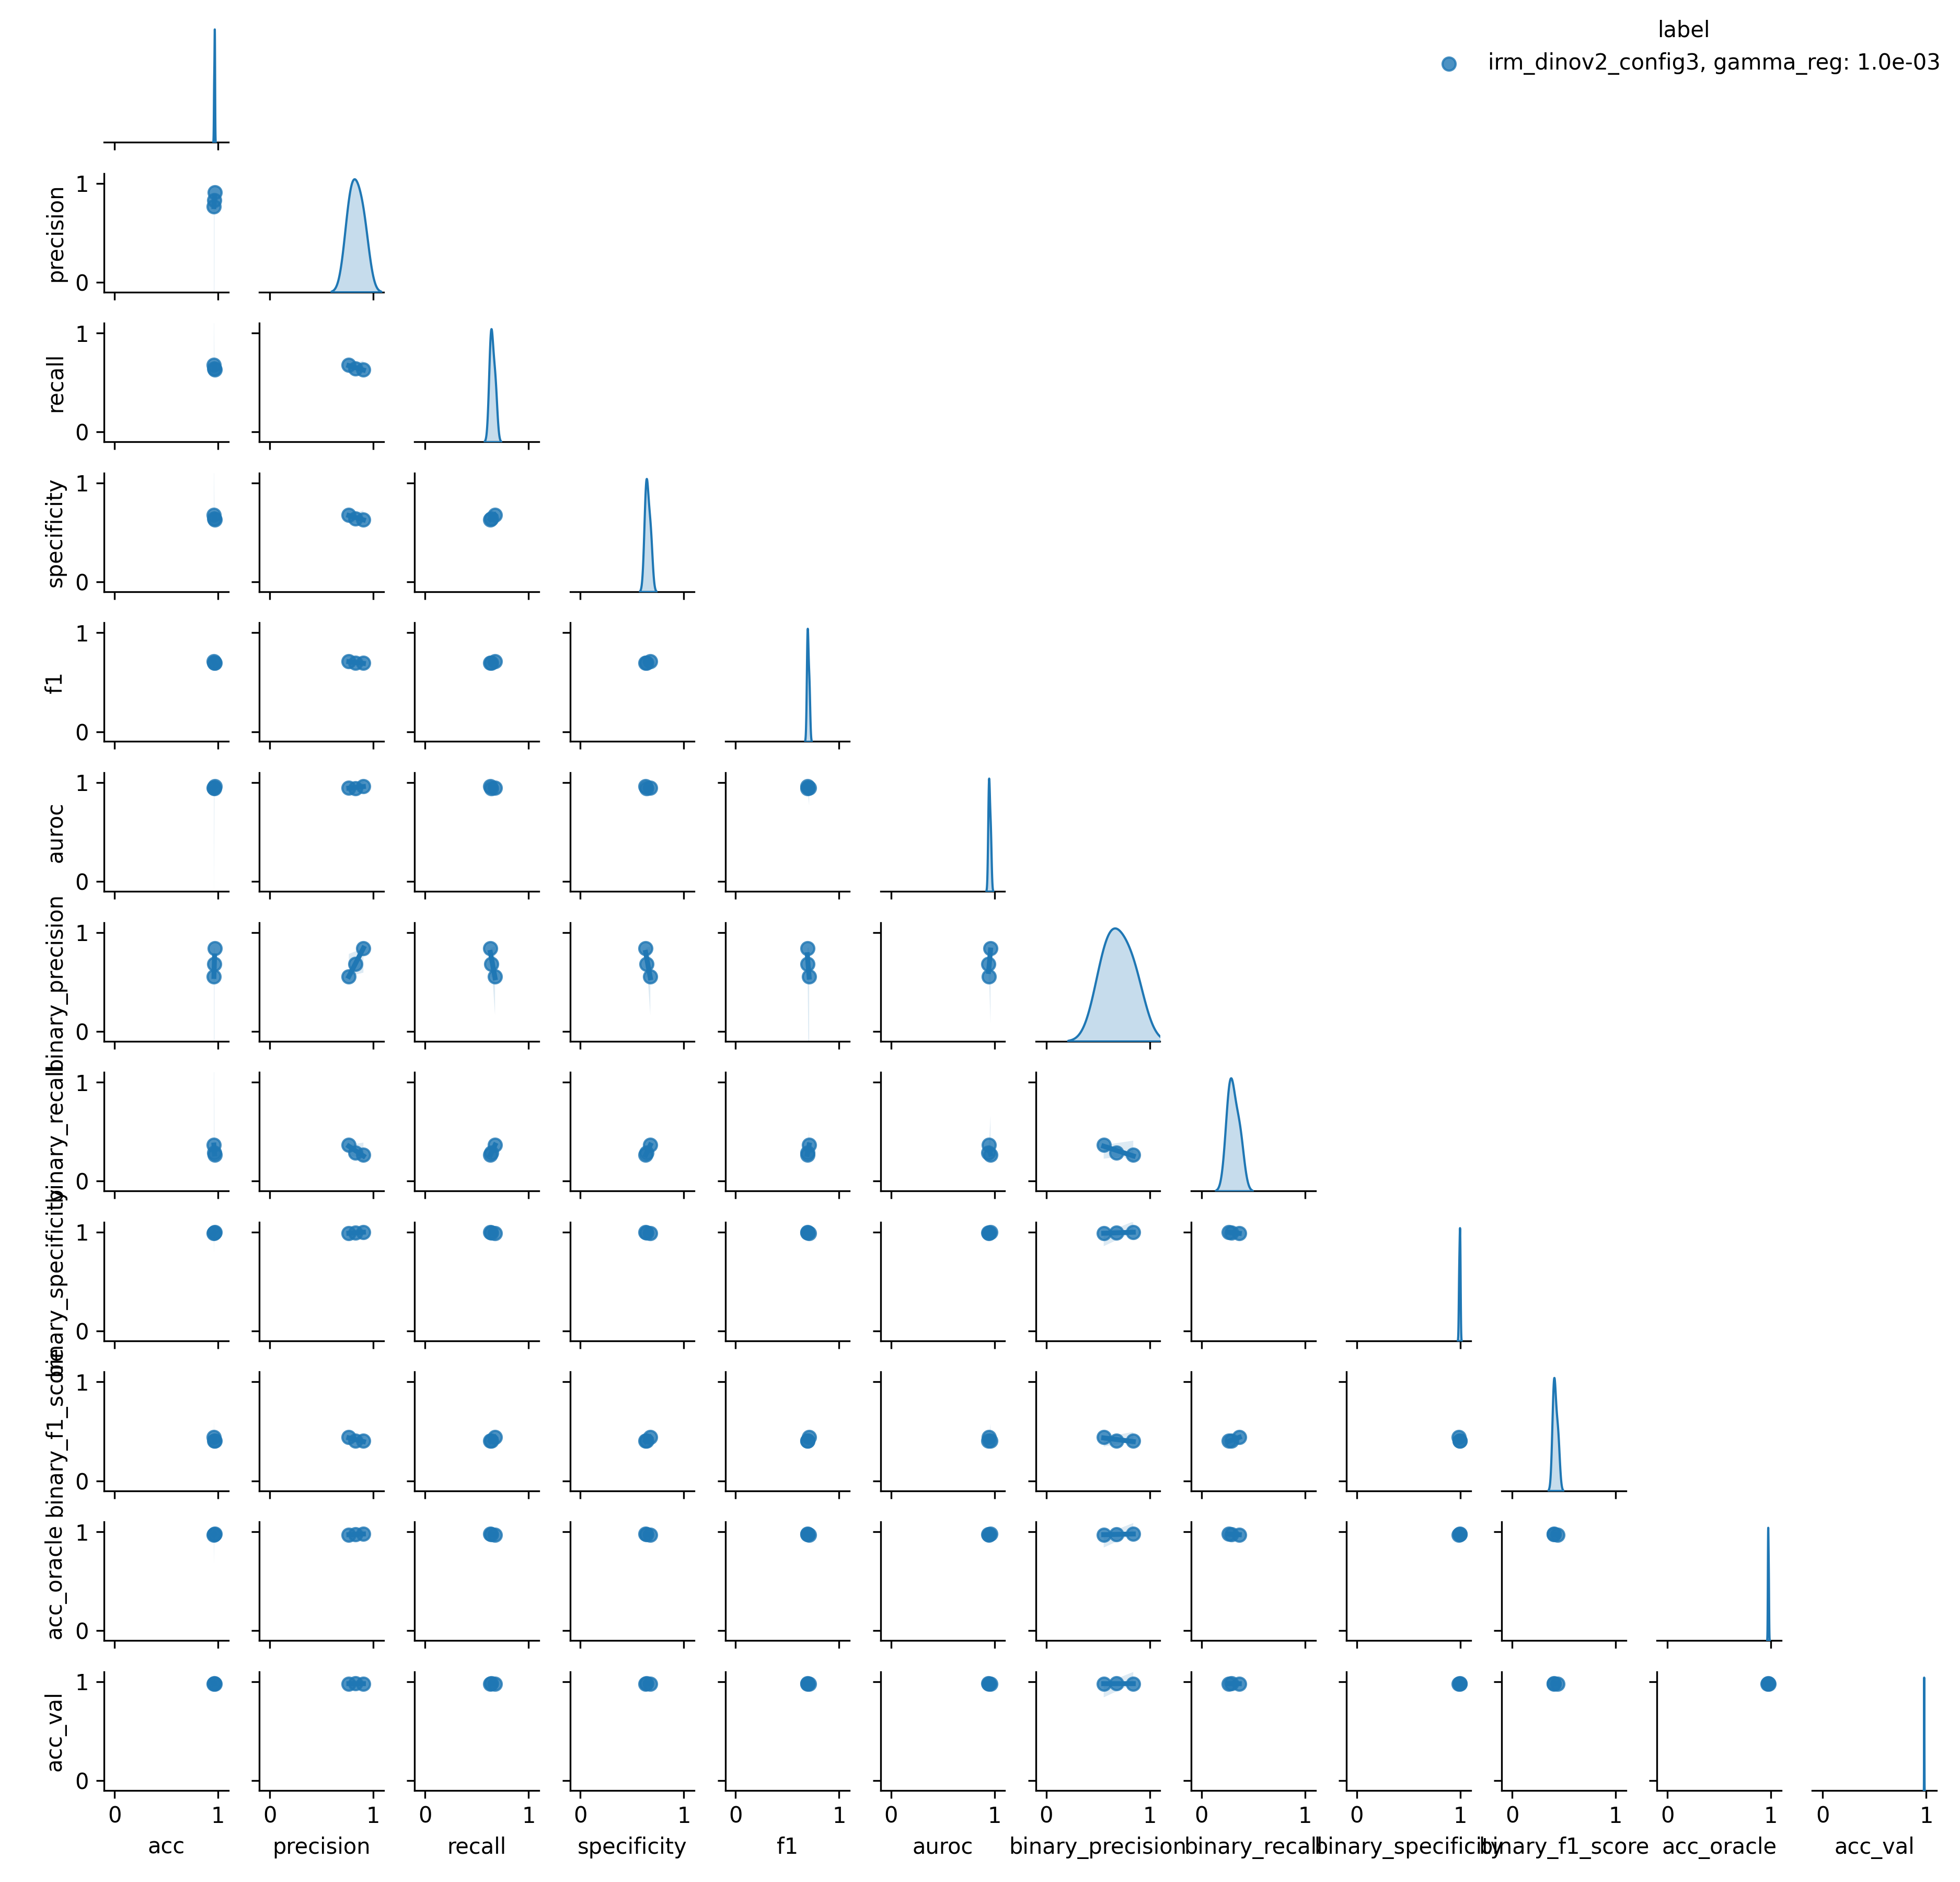 label
irm_dinov2_config3, gamma_reg: 1.0e-03
precision
1
0
recall
1
0
specificity
1
0
f1
1
0
auroc
1
0
binary_precision
1
0
binary_recall
1
0
binary_specificity
1
0
binary_f1_score
1
0
acc_oracle
1
0
acc_val
1
0
0 1 0 1 0 1 0 1 0 1 0 1 0 1 0 1 0 1 0 1 0 1 0 1
acc precision recall specificity f1 auroc binary_precision binary_recall binary_specificity binary_f1_score acc_oracle acc_val